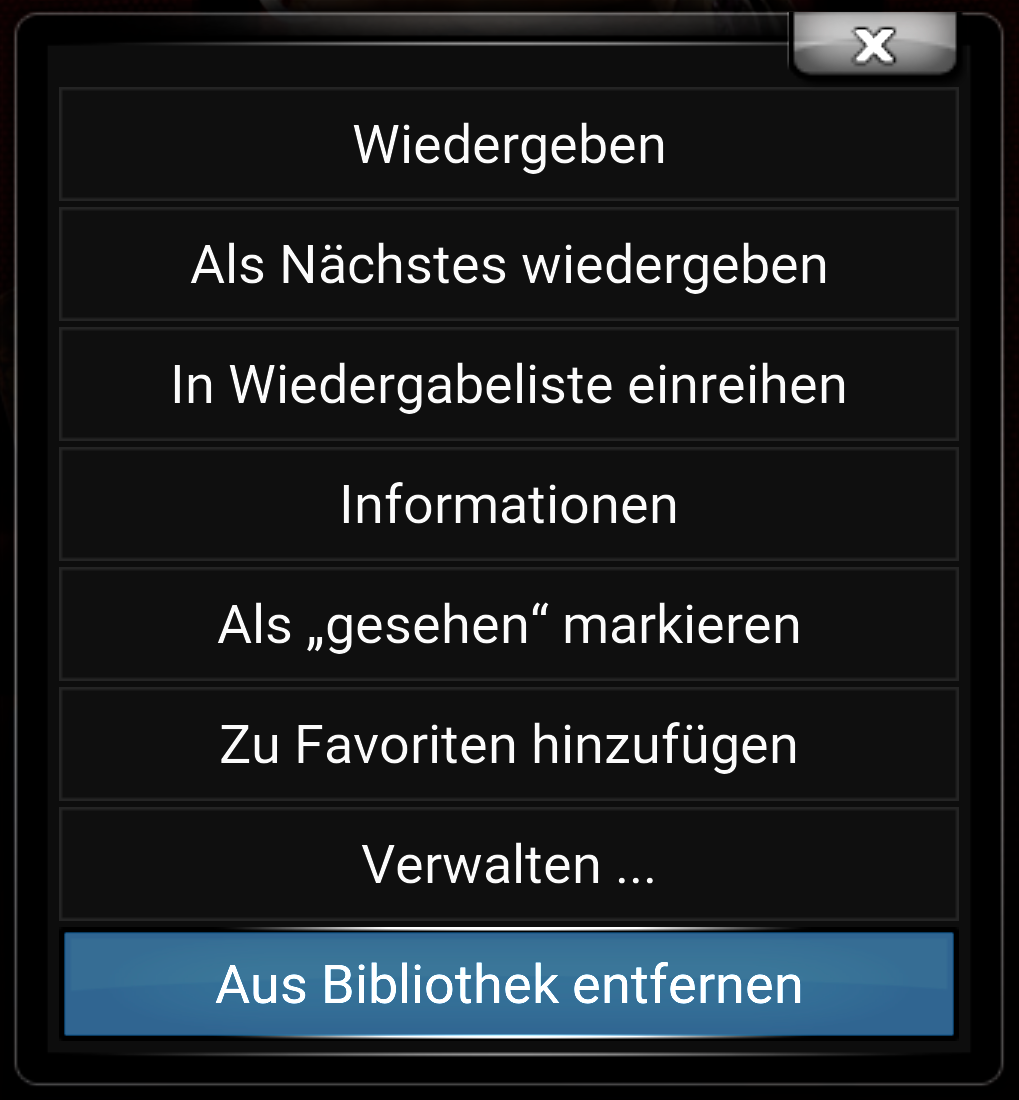 Wiedergeben
Als Nächstes wiedergeben
In Wiedergabeliste einreihen
Informationen
Als „gesehen“ markieren
Zu Favoriten hinzufügen
Verwalten ...
Aus Bibliothek entfernen